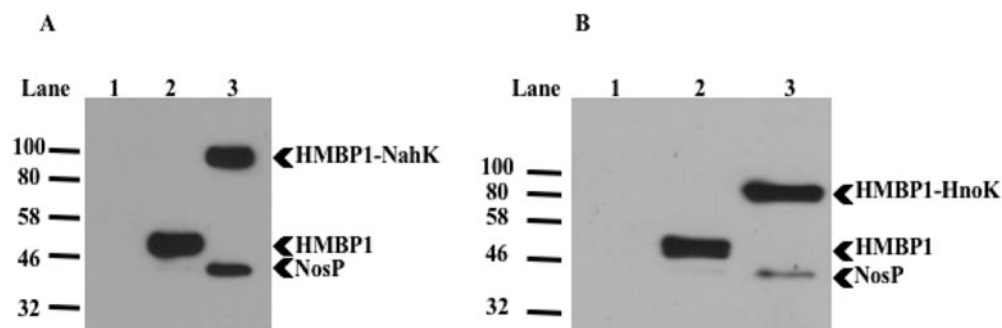 A
Lane 1 2 3
100
80
58
46
32
HMBP1-NahK
HMBP1
NosP
B
Lane 1 2 3
100
80
58
46
32
HMBP1-HnoK
HMBP1
NosP